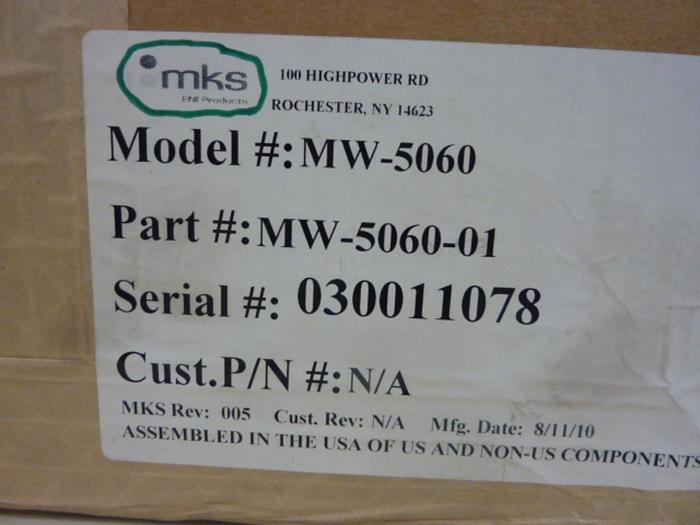 mks
ENI Products
100 HIGHPOWER RD
ROCHESTER, NY 14623
Model #: MW-5060
Part #: MW-5060-01
Serial #: 030011078
Cust.P/N #: N/A
MKS Rev: 005 Cust. Rev: N/A Mfg. Date: 8/11/10
ASSEMBLED IN THE USA OF US AND NON-US COMPONENTS